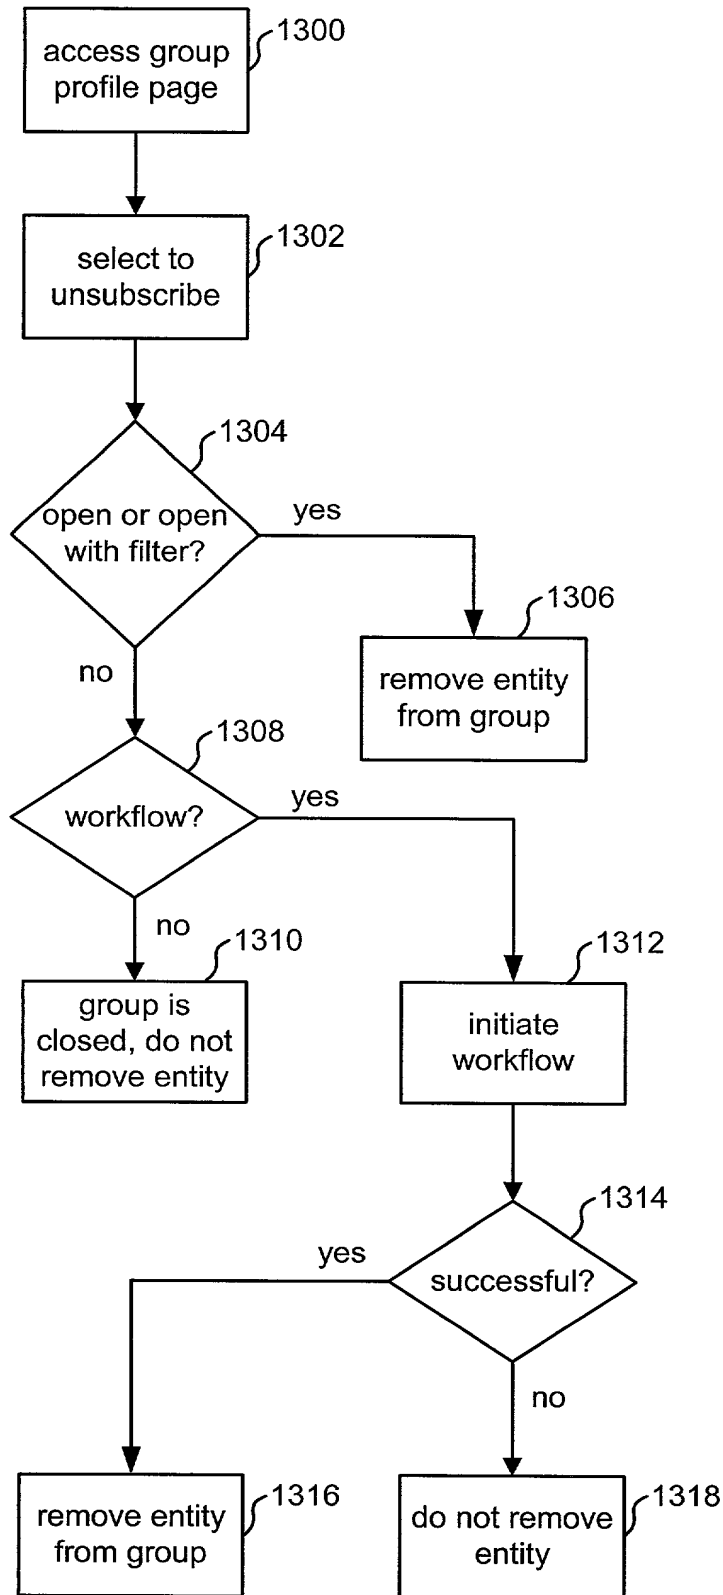 1300
access group
profile page
1302
select to
unsubscribe
1304
open or open
with filter?
yes
1306
remove entity
from group
no
1308
workflow?
yes
no
1310
group is
closed, do not
remove entity
1312
initiate
workflow
1314
successful?
yes
no
1316
remove entity
from group
1318
do not remove
entity